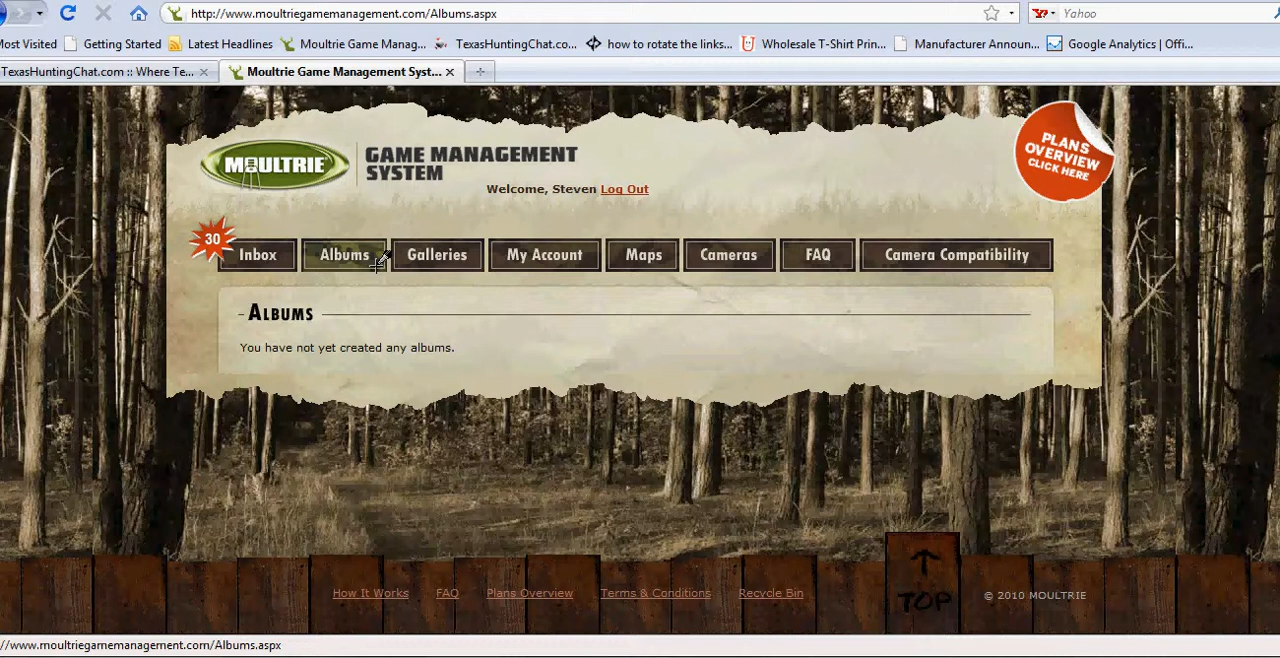 http://www.moultriegamemanagement.com/Albums.aspx
Yahoo
Most Visited Getting Started Latest Headlines Moultrie Game Manag... TexasHuntingChat.co... how to rotate the links... Wholesale T-Shirt Prin... Manufacturer Announ... Google Analytics | Offi...
TexasHuntingChat.com :: Where Te... Moultrie Game Management Syst...
MOULTRIE
GAME MANAGEMENT
SYSTEM
Welcome, Steven Log Out
PLANS
OVERVIEW
CLICK HERE
30
Inbox Albums Galleries My Account Maps Cameras FAQ Camera Compatibility
ALBUMS
You have not yet created any albums.
How It Works FAQ Plans Overview Terms & Conditions Recycle Bin
TOP
© 2010 MOULTRIE
//www.moultriegamemanagement.com/Albums.aspx